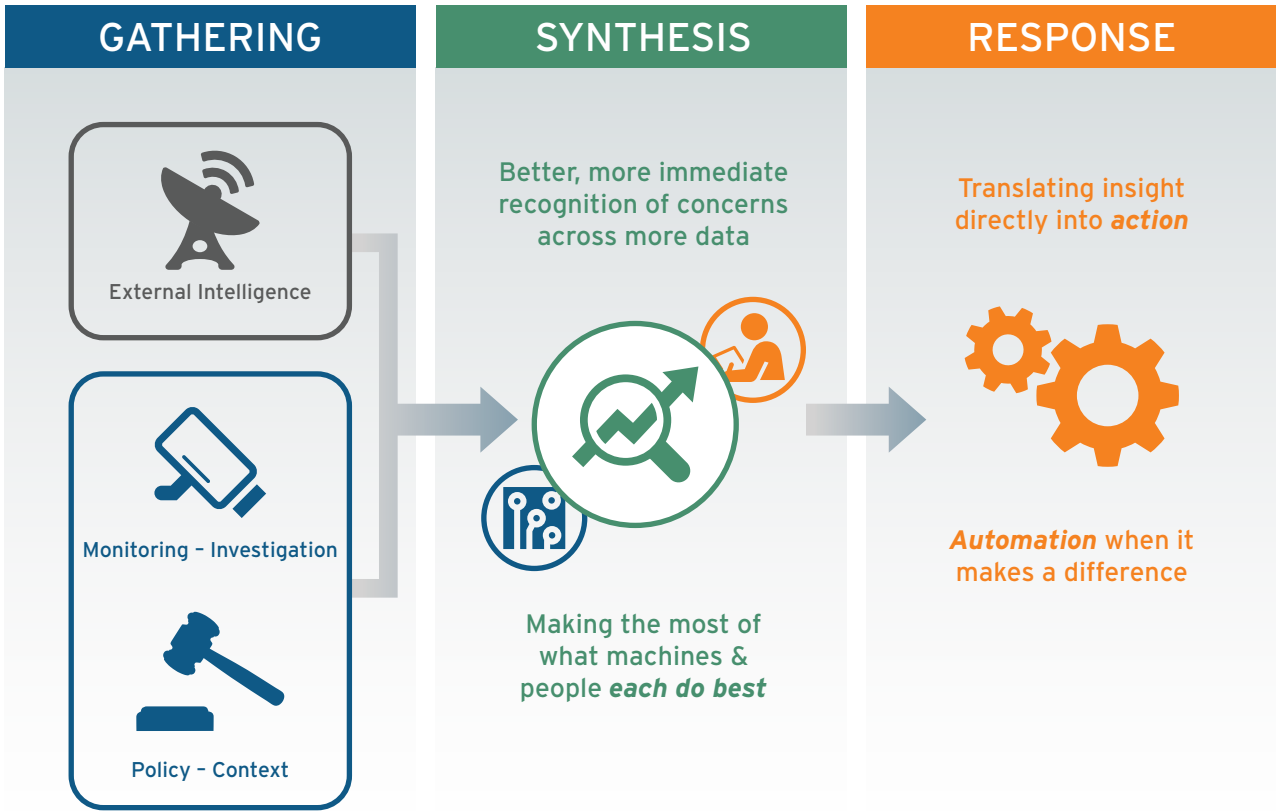 GATHERING
External Intelligence
Monitoring – Investigation
Policy – Context
SYNTHESIS
Better, more immediate
recognition of concerns
across more data
Making the most of
what machines &
people each do best
RESPONSE
Translating insight
directly into action
Automation when it
makes a difference